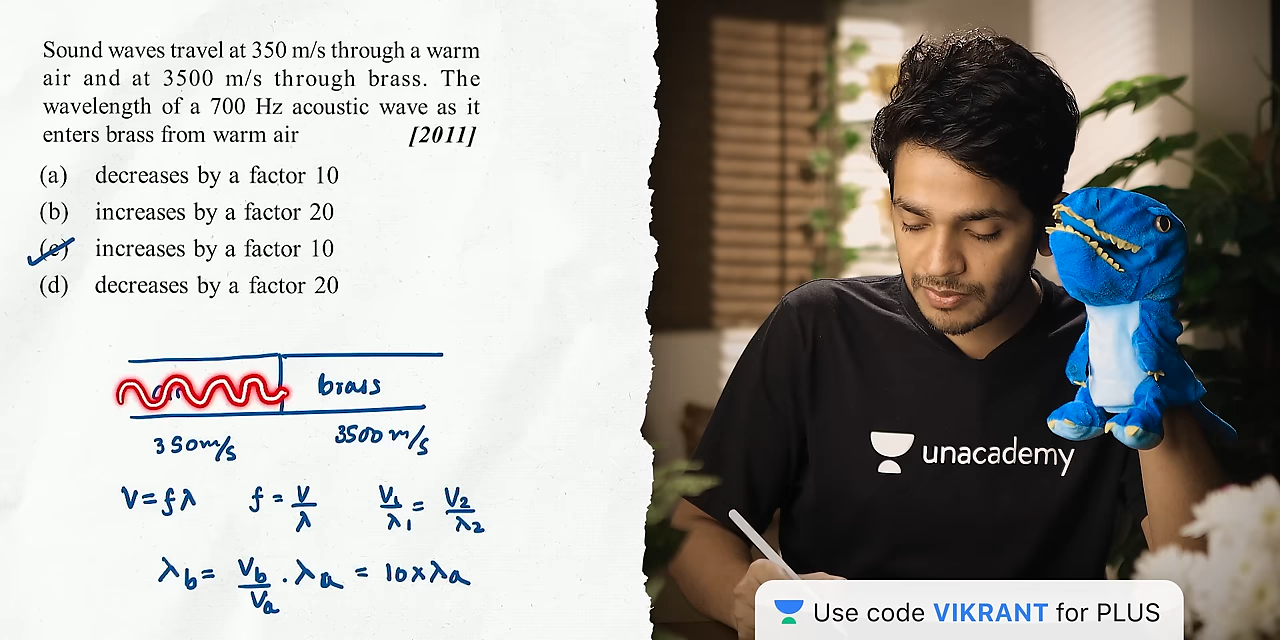 Sound waves travel at 350 m/s through a warm
air and at 3500 m/s through brass. The
wavelength of a 700 Hz acoustic wave as it
enters brass from warm air [2011]
(a) decreases by a factor 10
(b) increases by a factor 20
(c) increases by a factor 10
(d) decreases by a factor 20
brass
350m/s 3500 m/s
V=fλ f = V/λ V₁/λ₁ = V₂/λ₂
λb = Vb/Va . λa = 10×λa
unacademy
Use code VIKRANT for PLUS